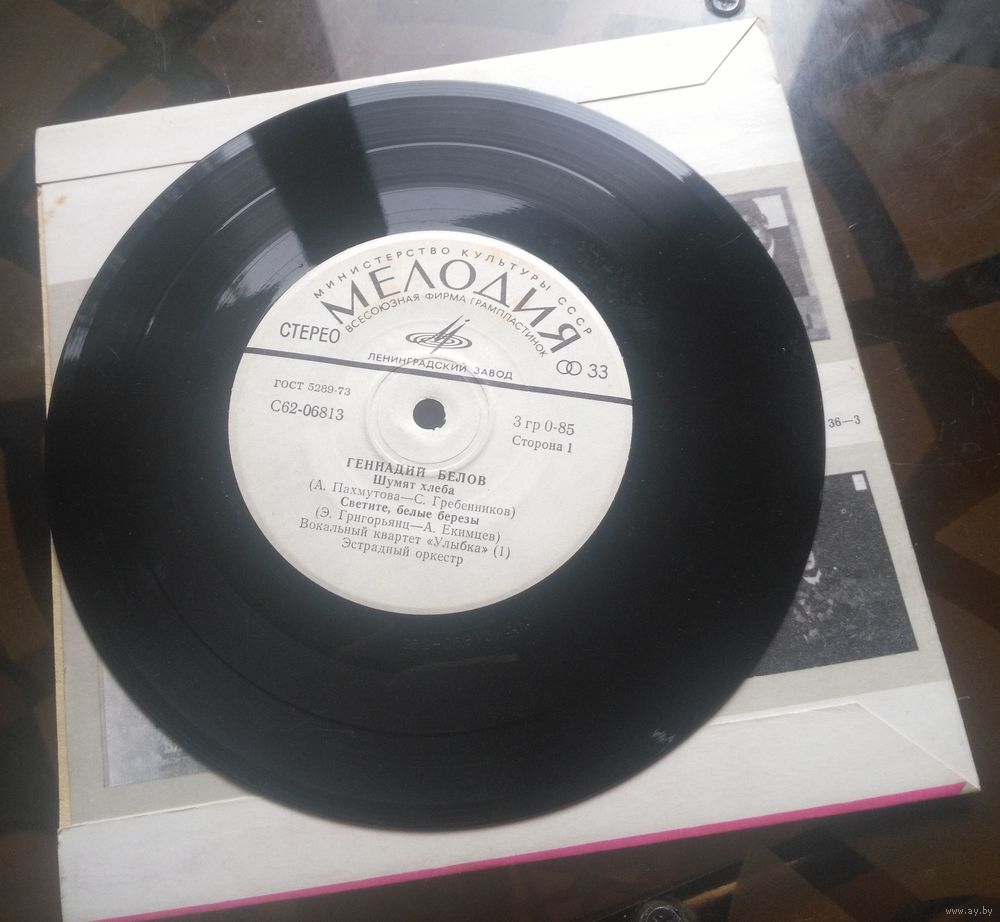 МИНИСТЕРСТВО КУЛЬТУРЫ СССР
МЕЛОДИЯ
ВСЕСОЮЗНАЯ ФИРМА ГРАМПЛАСТИНОК
СТЕРЕО
ЛЕНИНГРАДСКИЙ ЗАВОД
33
ГОСТ 5289-73
С62-06813
3 гр 0-85
Сторона 1
ГЕННАДИЙ БЕЛОВ
Шумят хлеба
(А. Пахмутова—С. Гребенников)
Светите, белые березы
(Э. Григорьянц—А. Екимцев)
Вокальный квартет «Улыбка» (1)
Эстрадный оркестр
36—3
www.ay.by